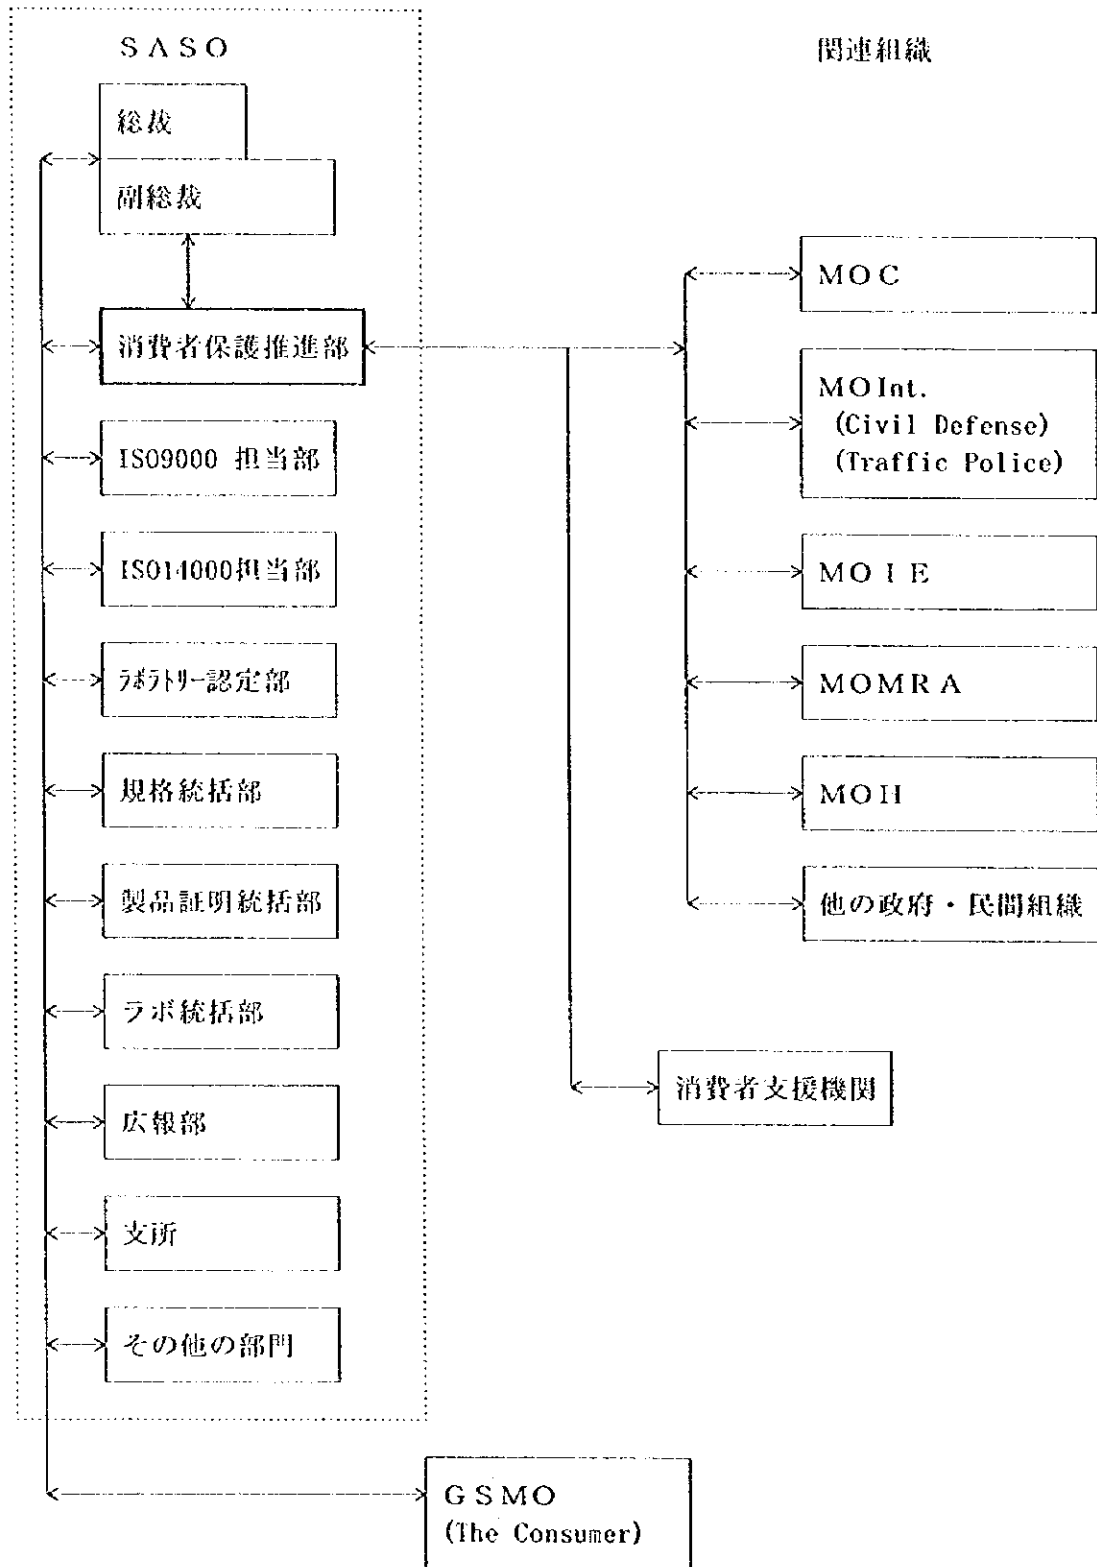 SASO
関連組織
総裁
副総裁
消費者保護推進部
ISO9000 担当部
ISO14000担当部
ラボラトリー認定部
規格統括部
製品証明統括部
ラボ統括部
広報部
支所
その他の部門
MOC
MOInt.
(Civil Defense)
(Traffic Police)
MOIE
MOMRA
MOH
他の政府・民間組織
消費者支援機関
GSMO
(The Consumer)